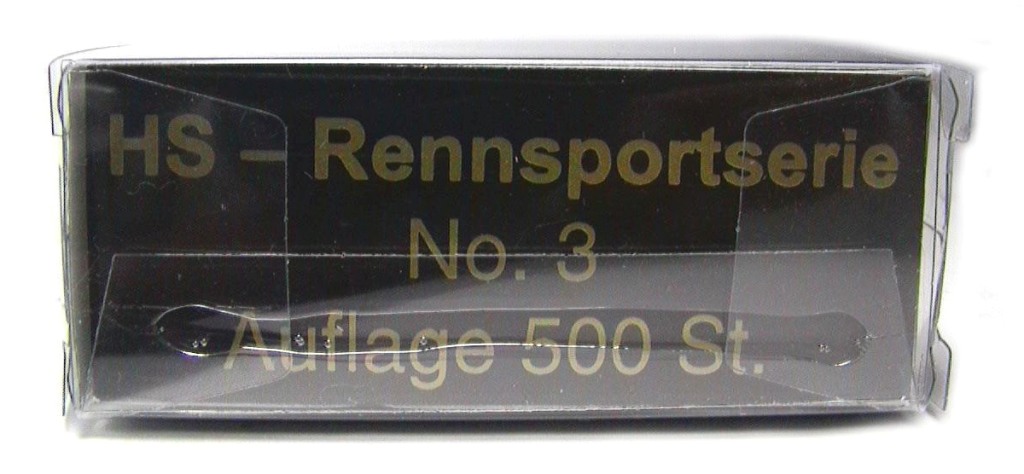 HS – Rennsportserie
No. 3
Auflage 500 St.